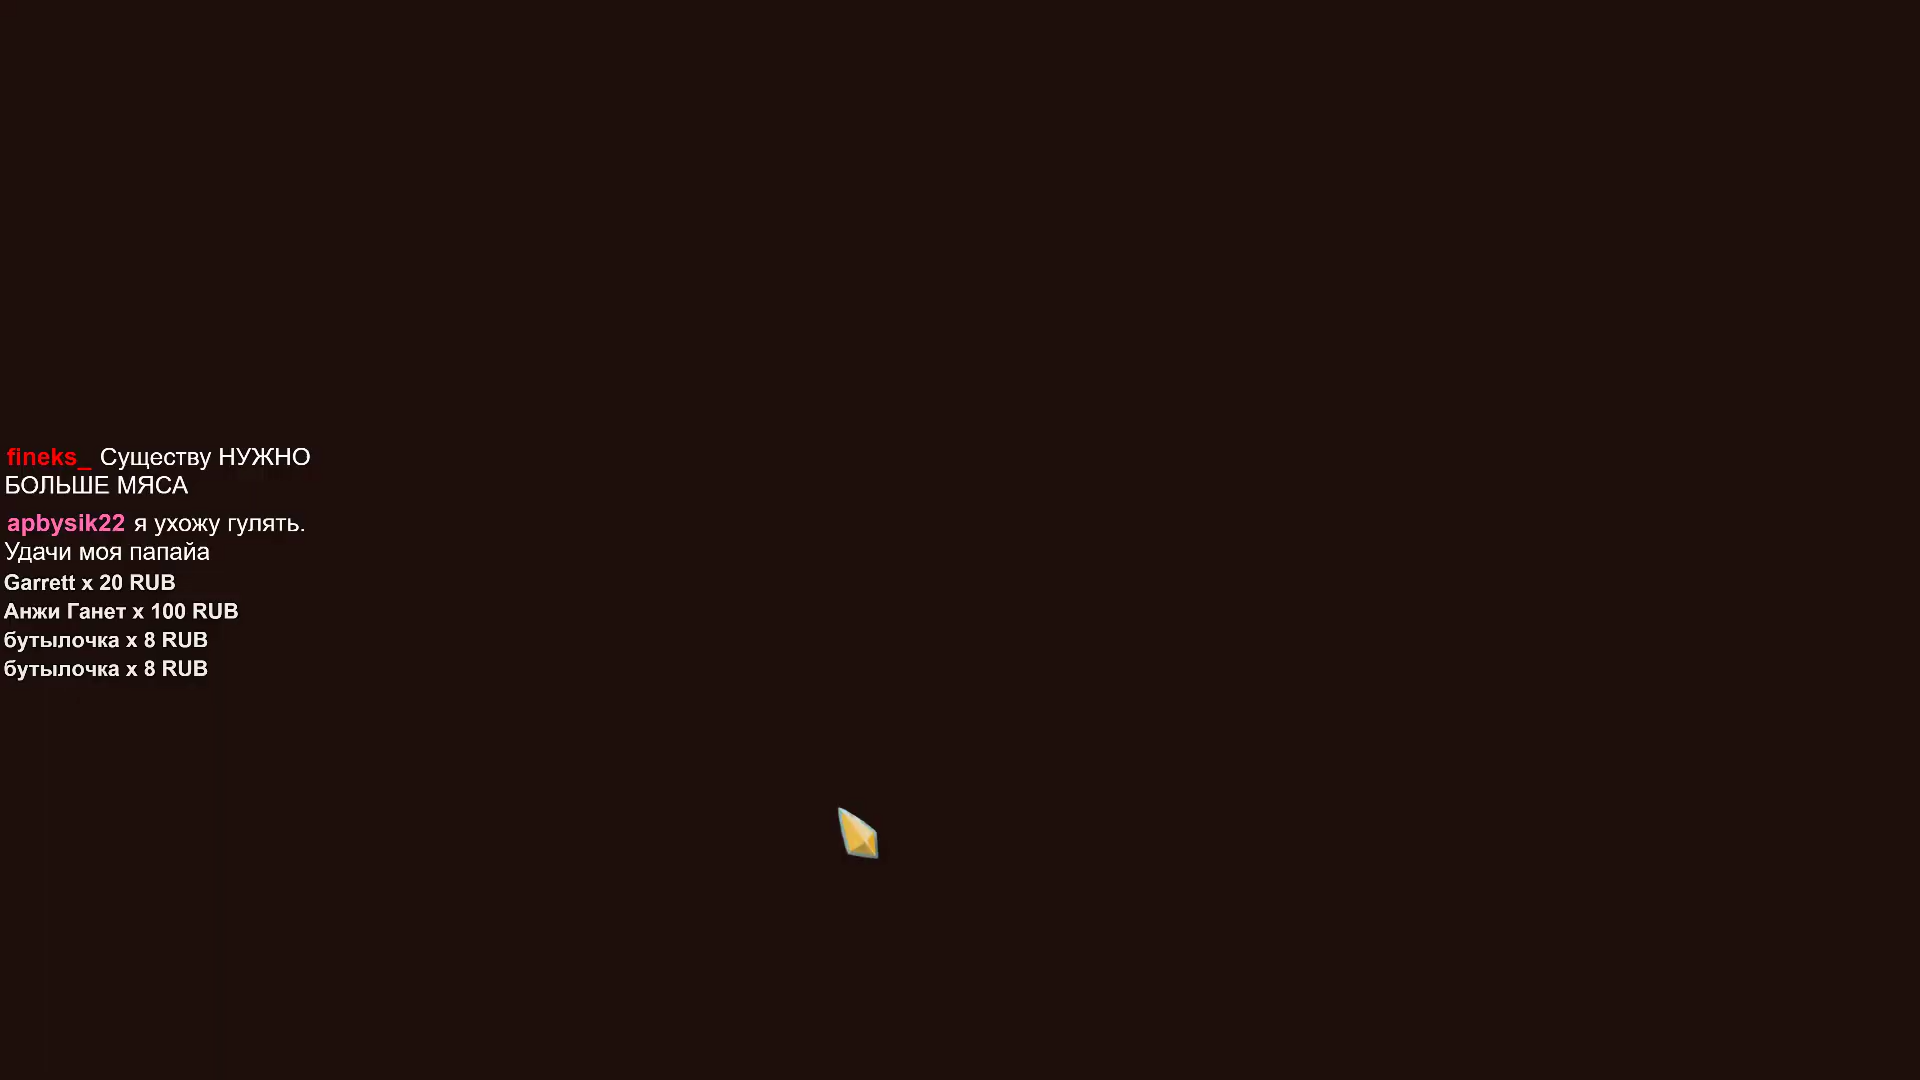 fineks_ Существу НУЖНО
БОЛЬШЕ МЯСА
apbysik22 я ухожу гулять.
Удачи моя папайа
Garrett x 20 RUB
Анжи Ганет x 100 RUB
бутылочка x 8 RUB
бутылочка x 8 RUB